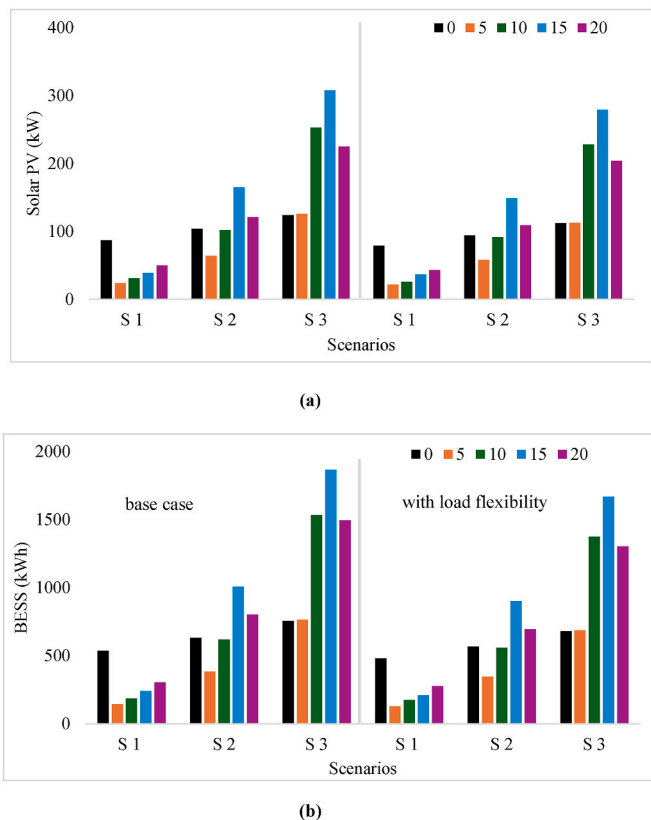 400
0 5 10 15 20
300
200
100
0
Solar PV (kW)
S 1 S 2 S 3 S 1 S 2 S 3
Scenarios
(a)
2000
0 5 10 15 20
base case with load flexibility
1500
1000
500
0
BESS (kWh)
S 1 S 2 S 3 S 1 S 2 S 3
Scenarios
(b)